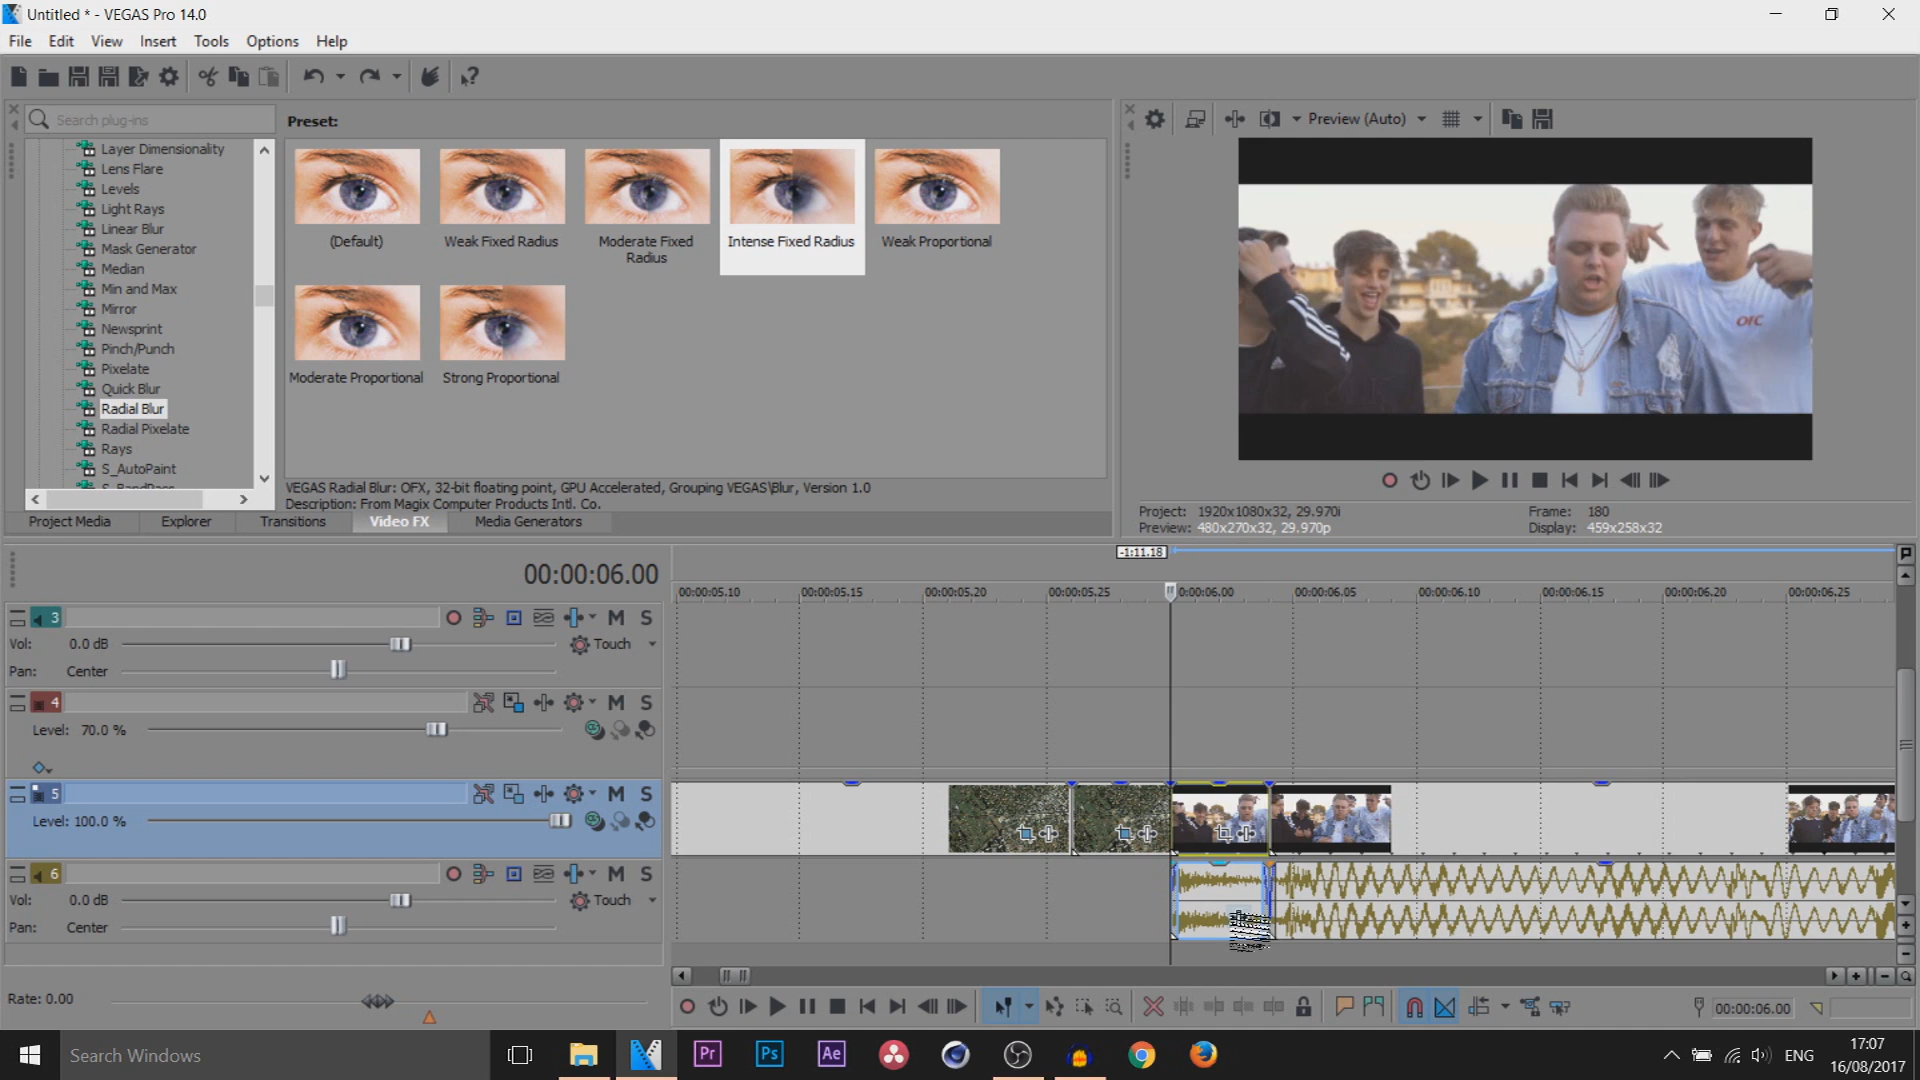 Untitled * - VEGAS Pro 14.0
File Edit View Insert Tools Options Help
Search plug-ins
Preset:
Layer Dimensionality
Lens Flare
Levels
Light Rays
Linear Blur
Mask Generator
Median
Min and Max
Mirror
Newsprint
Pinch/Punch
Pixelate
Quick Blur
Radial Blur
Radial Pixelate
Rays
S_AutoPaint
S_BandPass
(Default)
Weak Fixed Radius
Moderate Fixed
Radius
Intense Fixed Radius
Weak Proportional
Moderate Proportional
Strong Proportional
VEGAS Radial Blur: OFX, 32-bit floating point, GPU Accelerated, Grouping VEGAS\Blur, Version 1.0
Description: From Magix Computer Products Intl. Co.
Project Media Explorer Transitions Video FX Media Generators
Preview (Auto)
OFC
Project: 1920x1080x32, 29.970i
Preview: 480x270x32, 29.970p
Frame: 180
Display: 459x258x32
00:00:06.00
-1:11.18
00:00:05.10 00:00:05.15 00:00:05.20 00:00:05.25 00:00:06.00 00:00:06.05 00:00:06.10 00:00:06.15 00:00:06.20 00:00:06.25
3 M S
Vol: 0.0 dB Touch
Pan: Center
4 M S
Level: 70.0 %
5 M S
Level: 100.0 %
6 M S
Vol: 0.0 dB Touch
Pan: Center
Rate: 0.00
00:00:06.00
Search Windows
Pr
Ps
Ae
ENG
17:07
16/08/2017